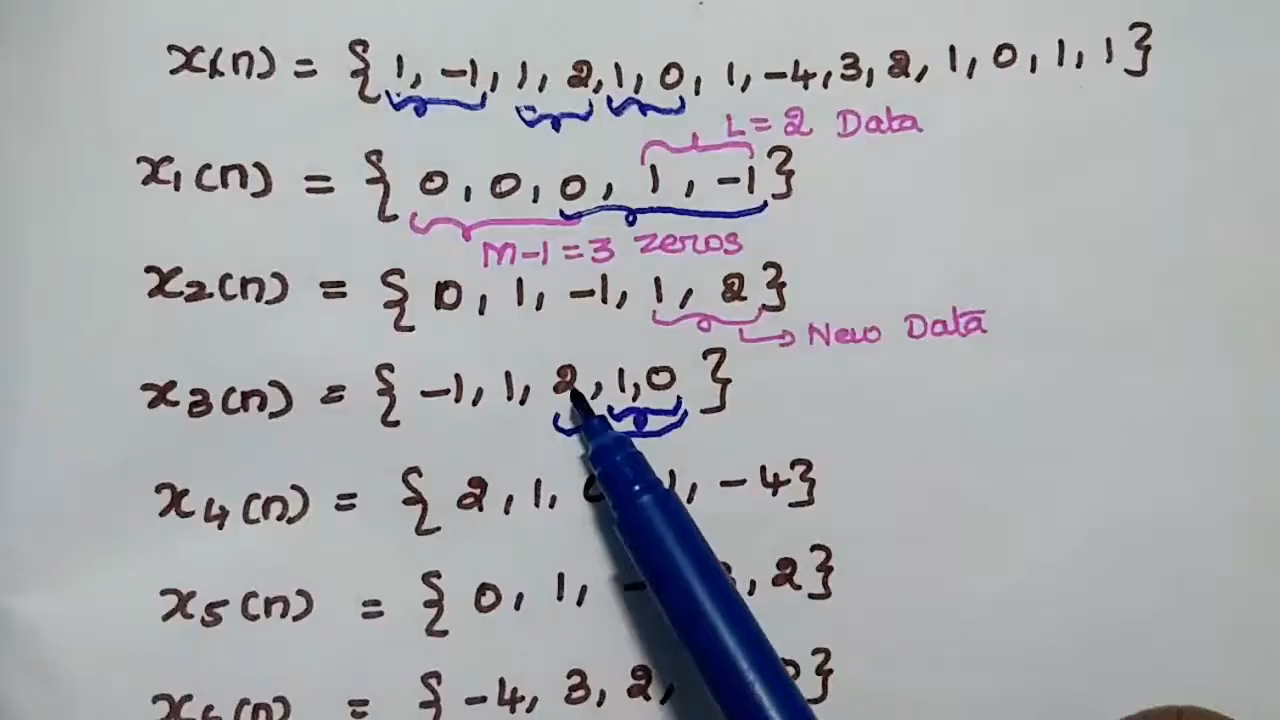 x(n) = {1, -1, 1, 2, 1, 0, 1, -4, 3, 2, 1, 0, 1, 1}
L = 2 Data
x1(n) = {0, 0, 0, 1, -1}
M-1 = 3 zeros
x2(n) = {0, 1, -1, 1, 2}
New Data
x3(n) = {-1, 1, 2, 1, 0}
x4(n) = {2, 1, , -4}
x5(n) = {0, 1, - , 2}
x6(n) = {-4, 3, 2, }